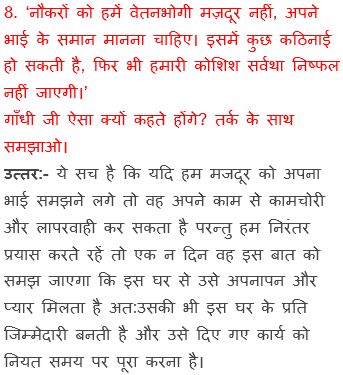 8. ‘नौकरों को हमें वेतनभोगी मज़दूर नहीं, अपने
भाई के समान मानना चाहिए। इसमें कुछ कठिनाई
हो सकती है, फिर भी हमारी कोशिश सर्वथा निष्फल
नहीं जाएगी।’
गाँधी जी ऐसा क्यों कहते होंगे? तर्क के साथ
समझाओ।
उत्तर:- ये सच है कि यदि हम मजदूर को अपना
भाई समझने लगे तो वह अपने काम से कामचोरी
और लापरवाही कर सकता है परन्तु हम निरंतर
प्रयास करते रहें तो एक न दिन वह इस बात को
समझ जाएगा कि इस घर से उसे अपनापन और
प्यार मिलता है अत:उसकी भी इस घर के प्रति
जिम्मेदारी बनती है और उसे दिए गए कार्य को
नियत समय पर पूरा करना है।